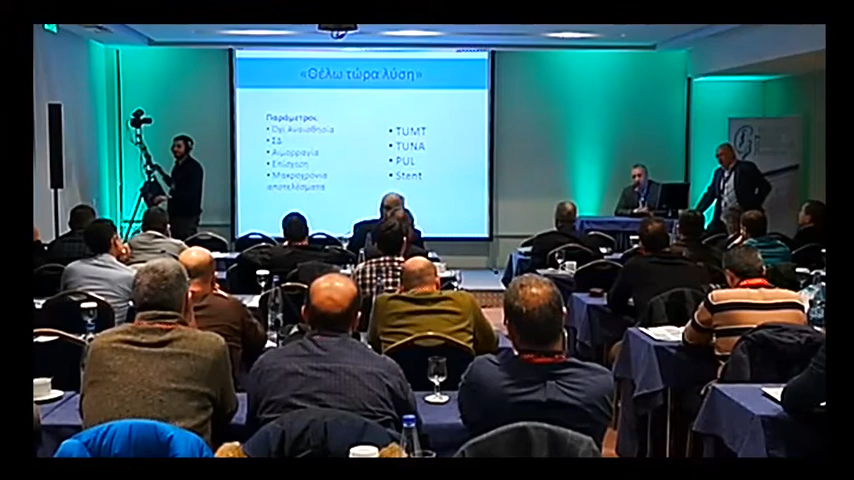 «Θέλω τώρα λύση»
Παράμετροι:
• Όχι Αναισθησία
• ΣΔ
• Αιμορραγία
• Επίσχεση
• Μακροχρόνια
αποτελέσματα
• TUMT
• TUNA
• PUL
• Stent